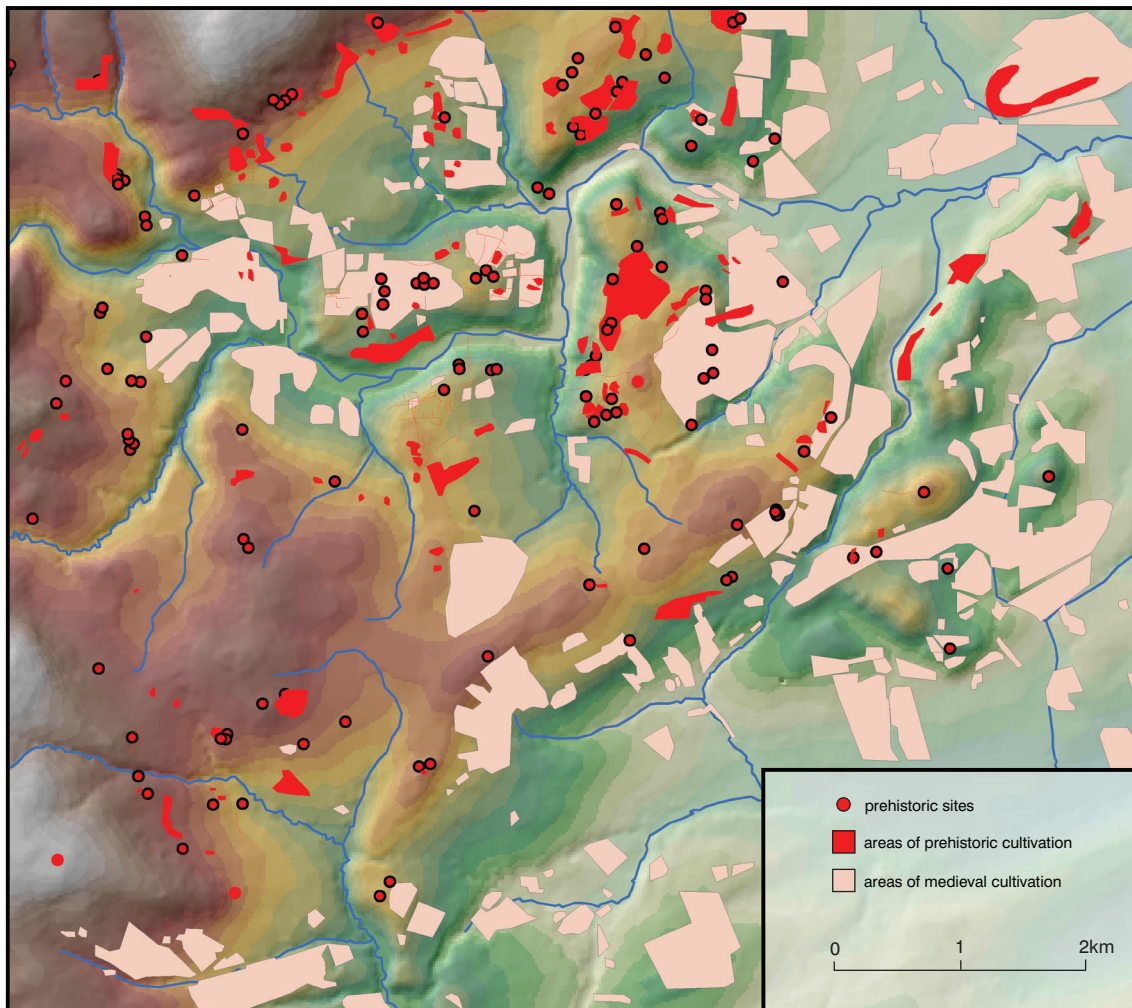 prehistoric sites
areas of prehistoric cultivation
areas of medieval cultivation
0 1 2km